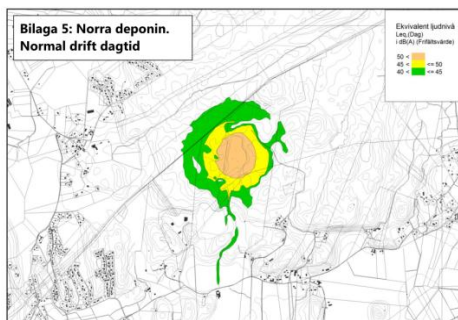 Bilaga 5: Norra deponin.
Normal drift dagtid
Ekvivalent ljudnivå
Leq,(Dag)
i dB(A) (Frifältsvärde)
50 <
45 < <= 50
40 < <= 45